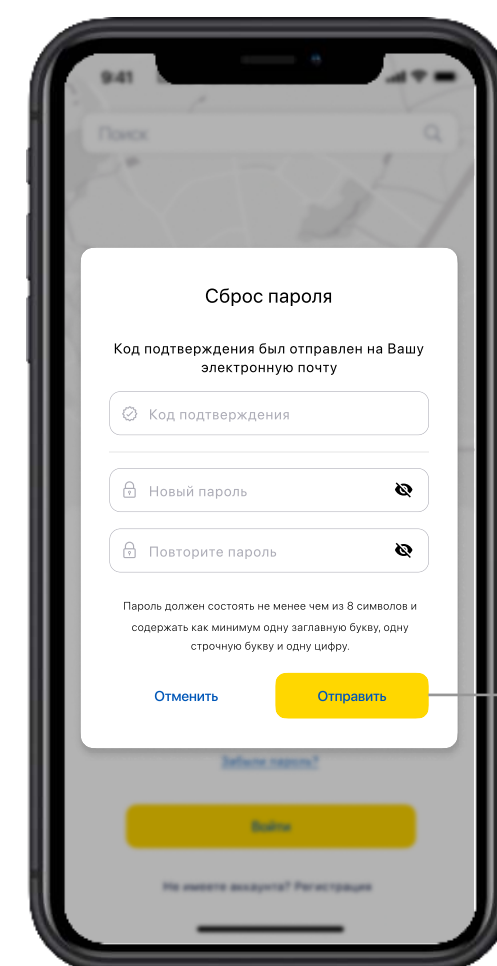 9:41
Поиск
Сброс пароля
Код подтверждения был отправлен на Вашу
электронную почту
Код подтверждения
Новый пароль
Повторите пароль
Пароль должен состоять не менее чем из 8 символов и
содержать как минимум одну заглавную букву, одну
строчную букву и одну цифру.
Отменить Отправить
Забыли пароль?
Войти
Не имеете аккаунта? Регистрация